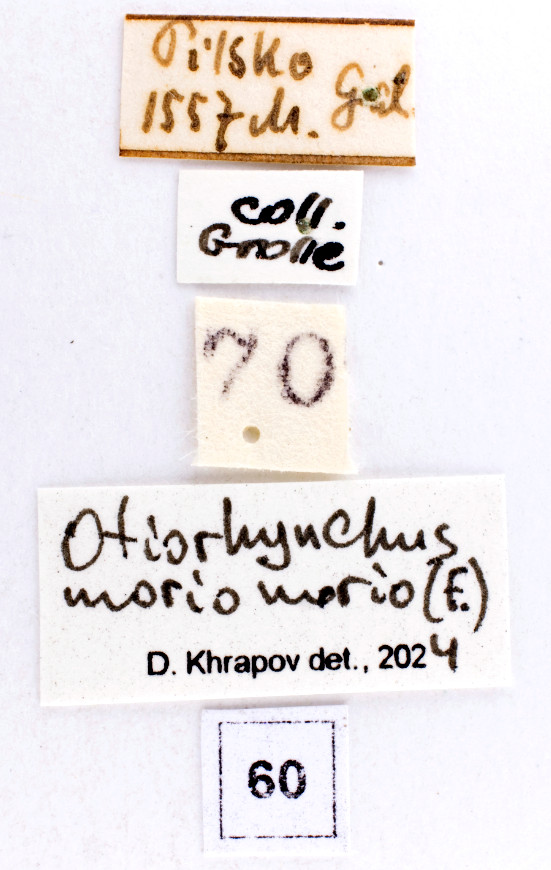 Pilsko
1557 M. Gal.
coll.
Grolle
70
Otiorhynchus
morio morio (F.)
D. Khrapov det., 2024
60